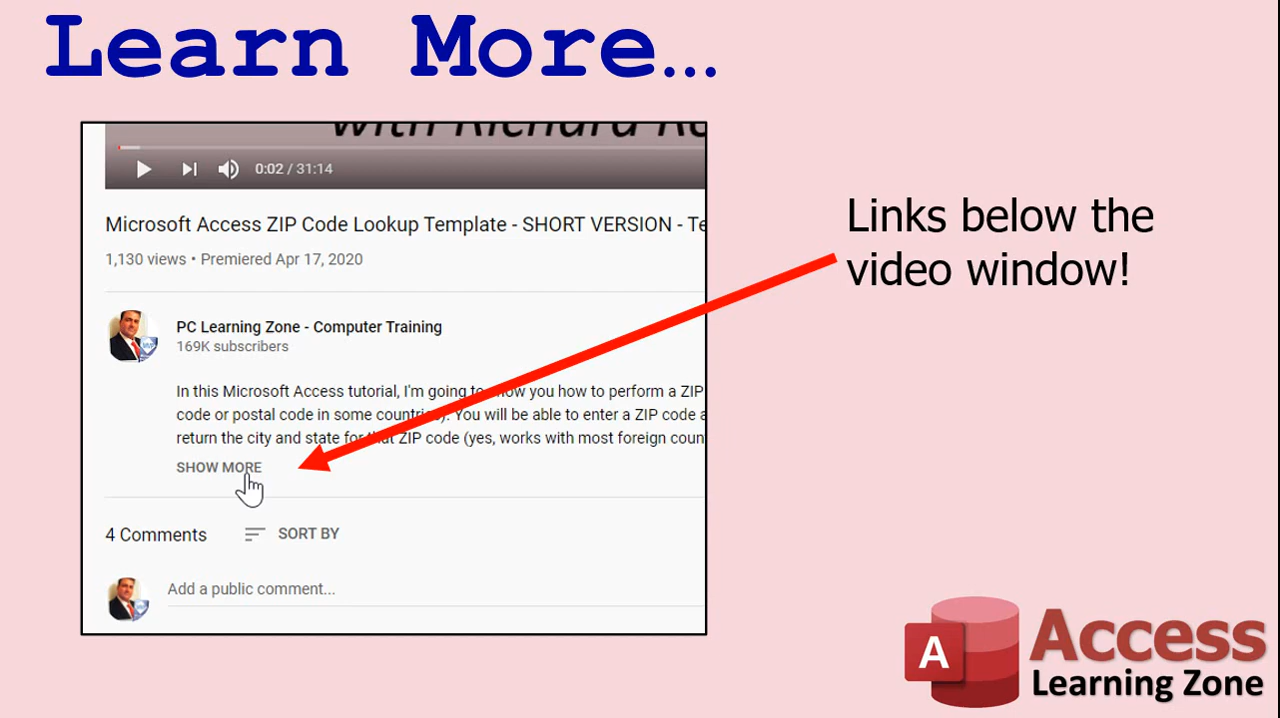 Learn More...
with Richard
0:02 / 31:14
Microsoft Access ZIP Code Lookup Template - SHORT VERSION - Te
1,130 views • Premiered Apr 17, 2020
PC Learning Zone - Computer Training
169K subscribers
In this Microsoft Access tutorial, I'm going to show you how to perform a ZIP
code or postal code in some countries). You will be able to enter a ZIP code a
return the city and state for that ZIP code (yes, works with most foreign coun
SHOW MORE
4 Comments
SORT BY
Add a public comment...
Links below the
video window!
A
Access
Learning Zone